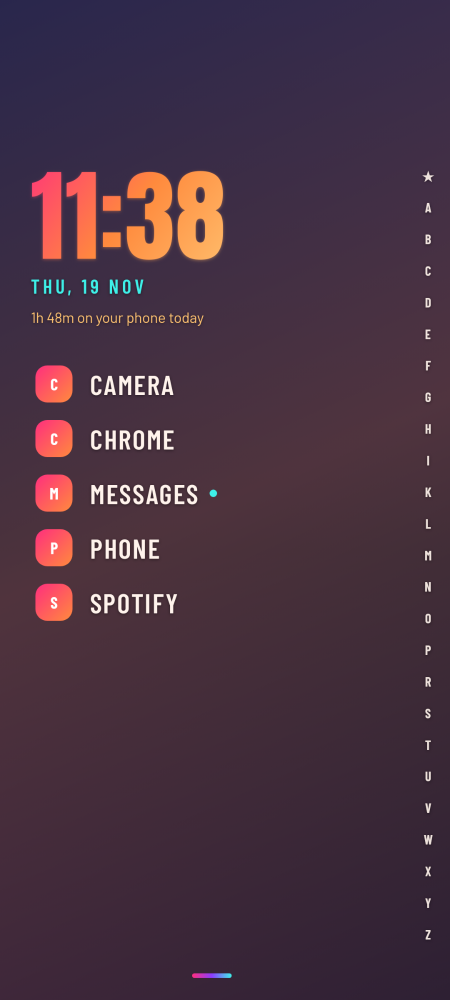 11:38
THU, 19 NOV
1h 48m on your phone today
C CAMERA
C CHROME
M MESSAGES
P PHONE
S SPOTIFY
★
A
B
C
D
E
F
G
H
I
K
L
M
N
O
P
R
S
T
U
V
W
X
Y
Z